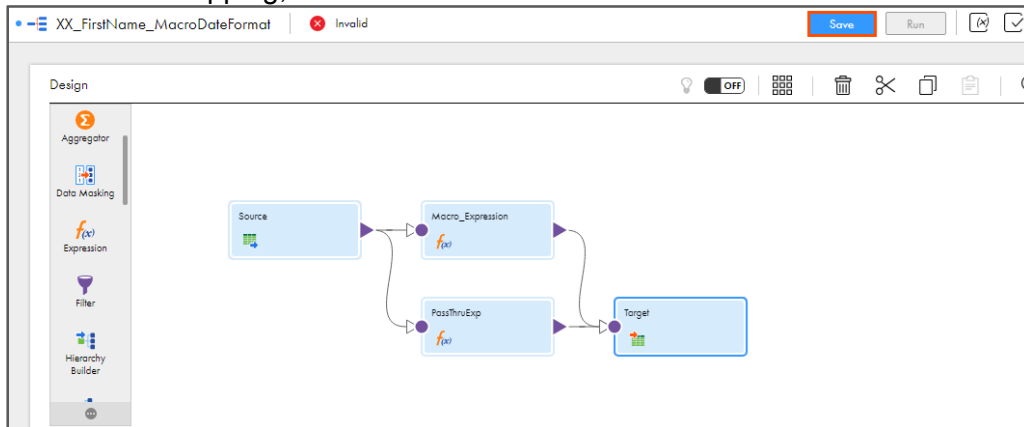 XX_FirstName_MacroDateFormat Invalid Save Run (x)
Design OFF
Σ
Aggregator
Data Masking
f(x)
Expression
Filter
Hierarchy
Builder
Source
Macro_Expression
f(x)
PassThruExp
f(x)
Target